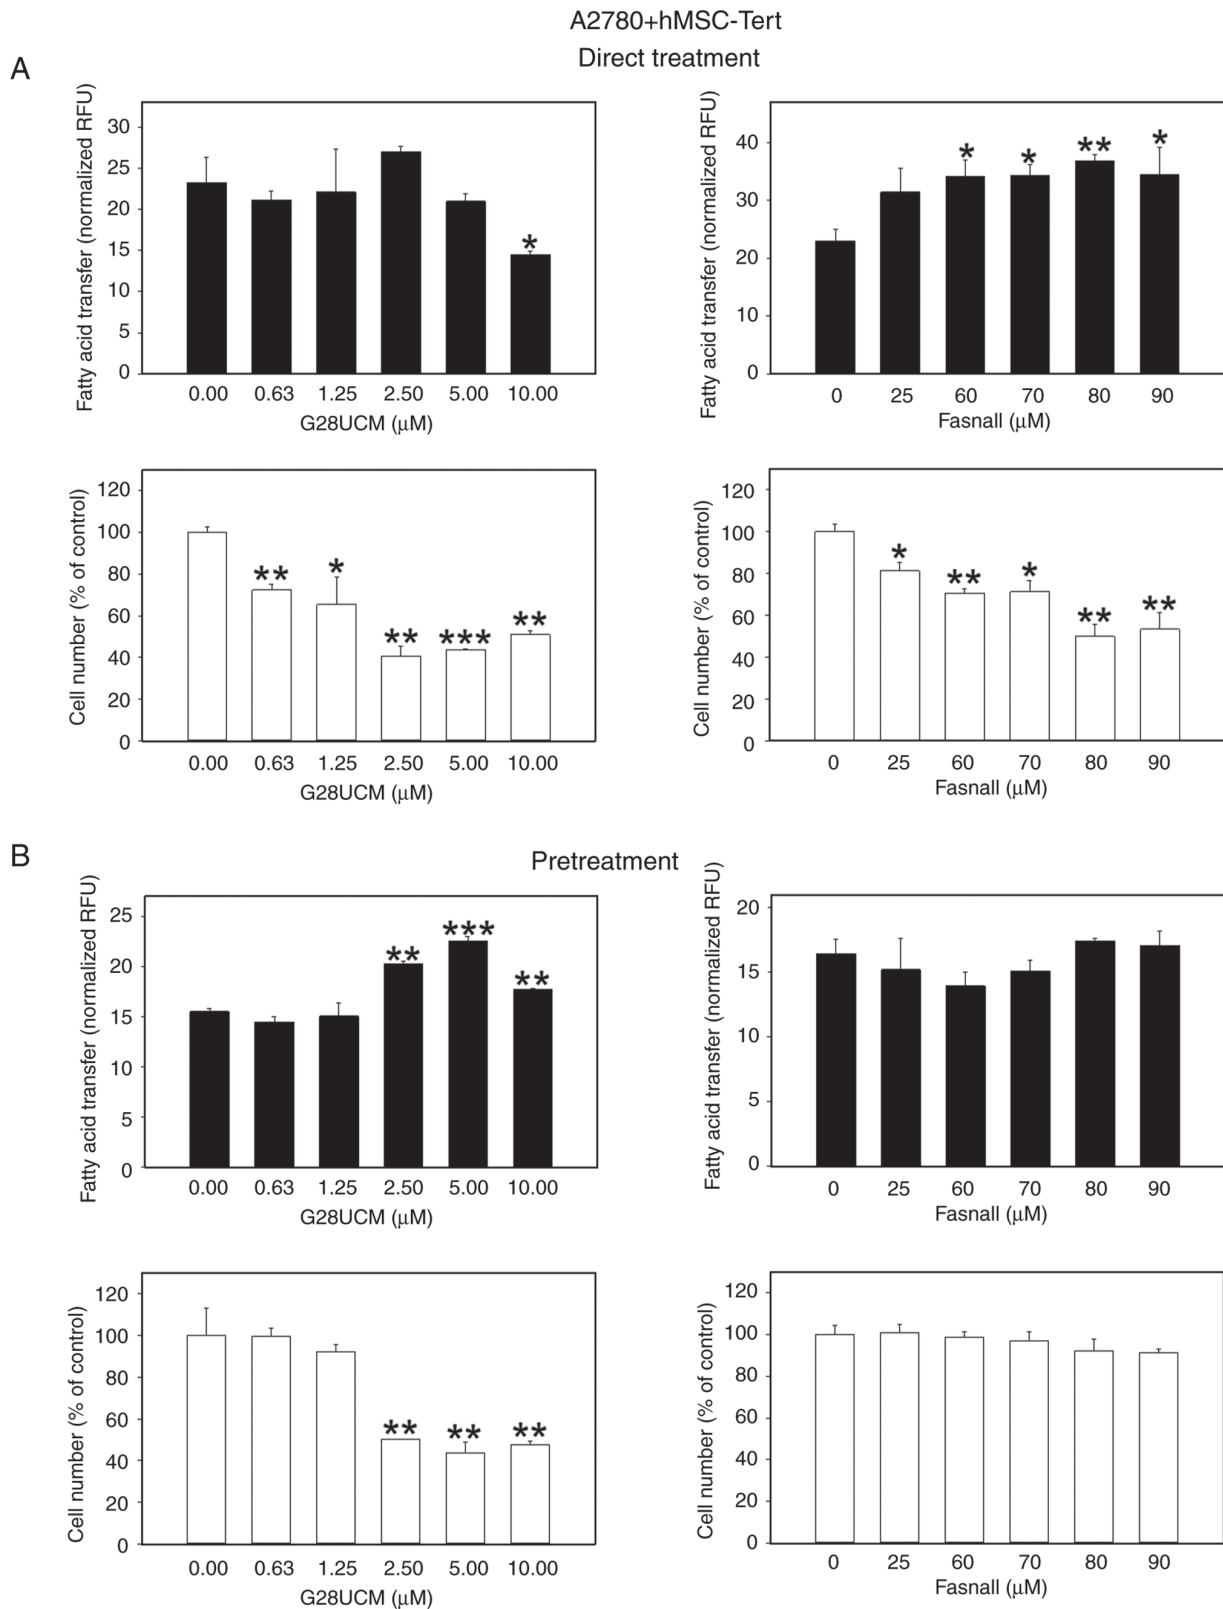 A2780+hMSC-Tert
Direct treatment
A
Fatty acid transfer (normalized RFU)
30
25
20
15
10
5
0
*
0.00 0.63 1.25 2.50 5.00 10.00
G28UCM (μM)
Fatty acid transfer (normalized RFU)
40
30
20
10
0
* * ** *
0 25 60 70 80 90
Fasnall (μM)
Cell number (% of control)
120
100
80
60
40
20
0
** * ** *** **
0.00 0.63 1.25 2.50 5.00 10.00
G28UCM (μM)
Cell number (% of control)
120
100
80
60
40
20
0
* ** * ** **
0 25 60 70 80 90
Fasnall (μM)
B
Pretreatment
Fatty acid transfer (normalized RFU)
25
20
15
10
5
0
** *** **
0.00 0.63 1.25 2.50 5.00 10.00
G28UCM (μM)
Fatty acid transfer (normalized RFU)
20
15
10
5
0
0 25 60 70 80 90
Fasnall (μM)
Cell number (% of control)
120
100
80
60
40
20
0
** ** **
0.00 0.63 1.25 2.50 5.00 10.00
G28UCM (μM)
Cell number (% of control)
120
100
80
60
40
20
0
0 25 60 70 80 90
Fasnall (μM)